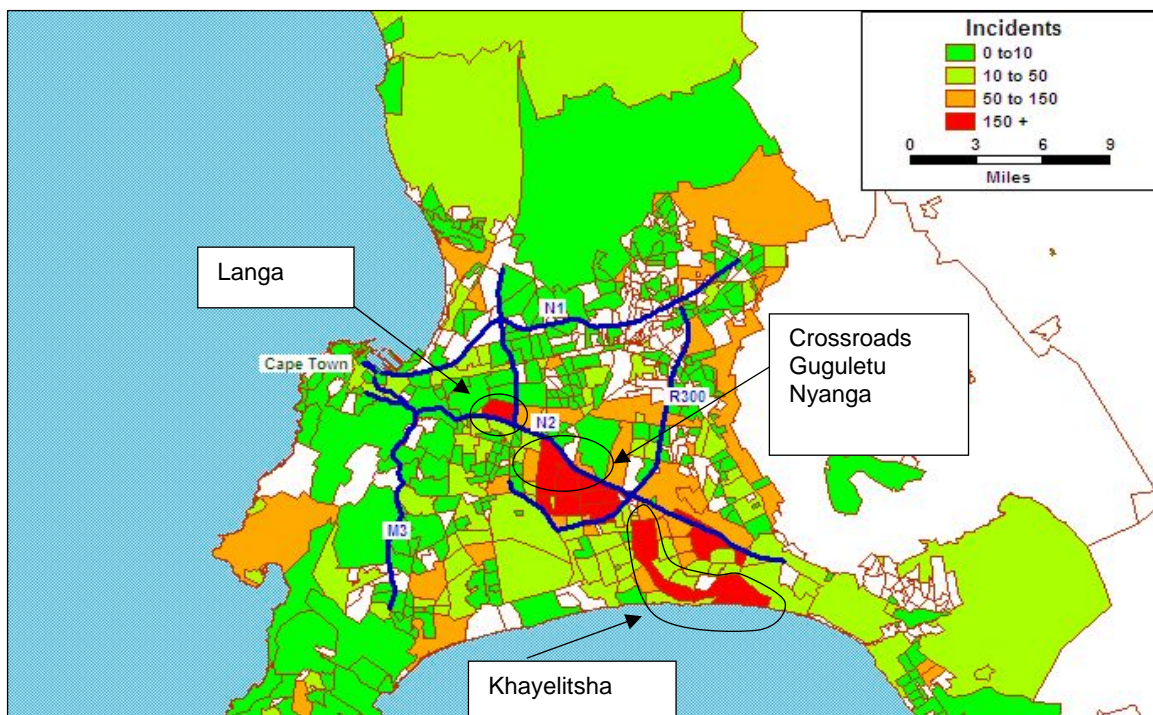 Incidents
0 to10
10 to 50
50 to 150
150 +
0 3 6 9
Miles
Langa
N1
Crossroads
Guguletu
Nyanga
Cape Town
R300
N2
M3
Khayelitsha